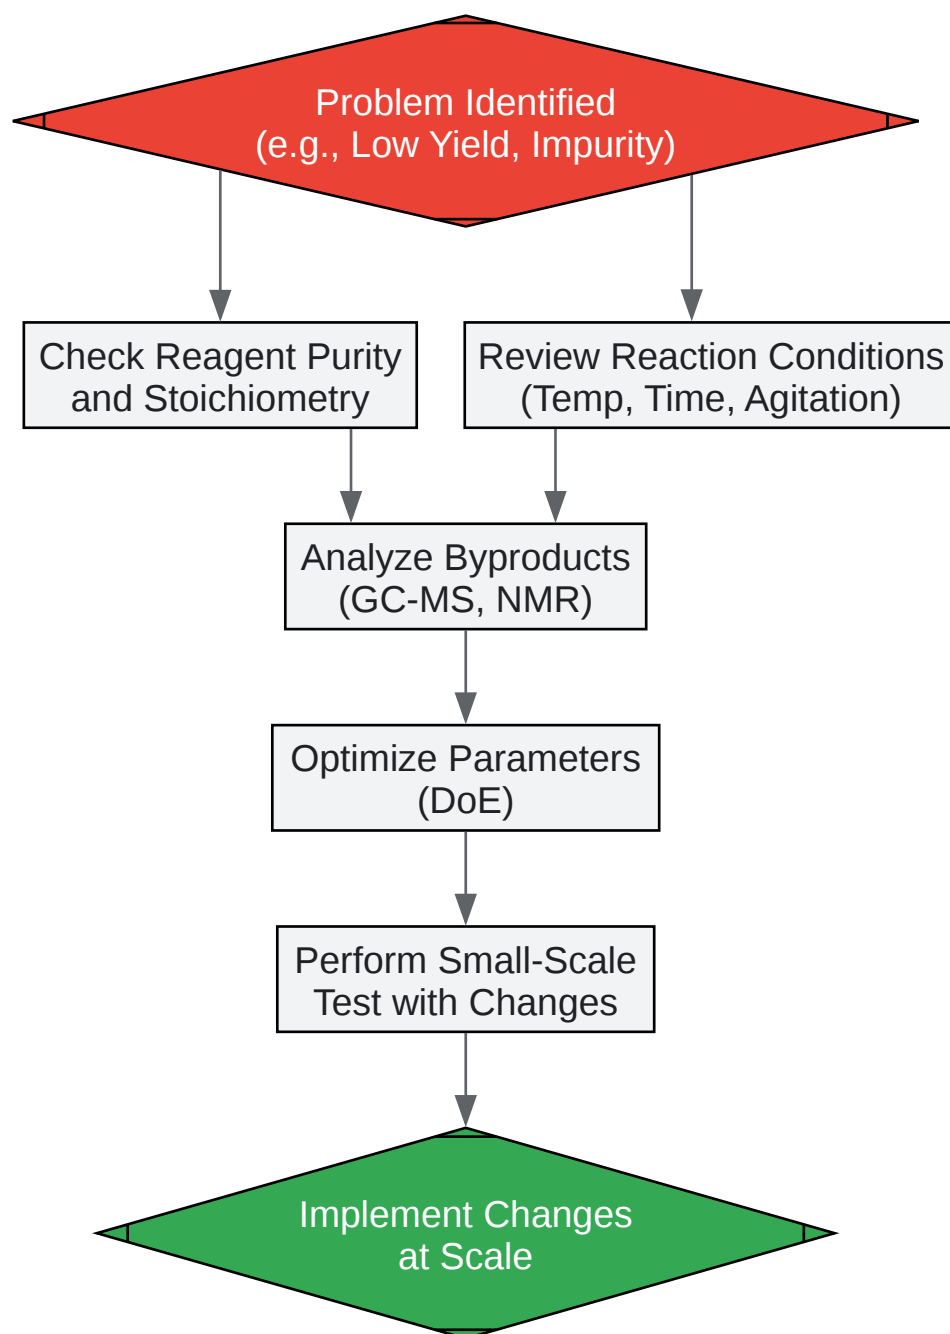 Problem Identified
(e.g., Low Yield, Impurity)
Check Reagent Purity
and Stoichiometry
Review Reaction Conditions
(Temp, Time, Agitation)
Analyze Byproducts
(GC-MS, NMR)
Optimize Parameters
(DoE)
Perform Small-Scale
Test with Changes
Implement Changes
at Scale